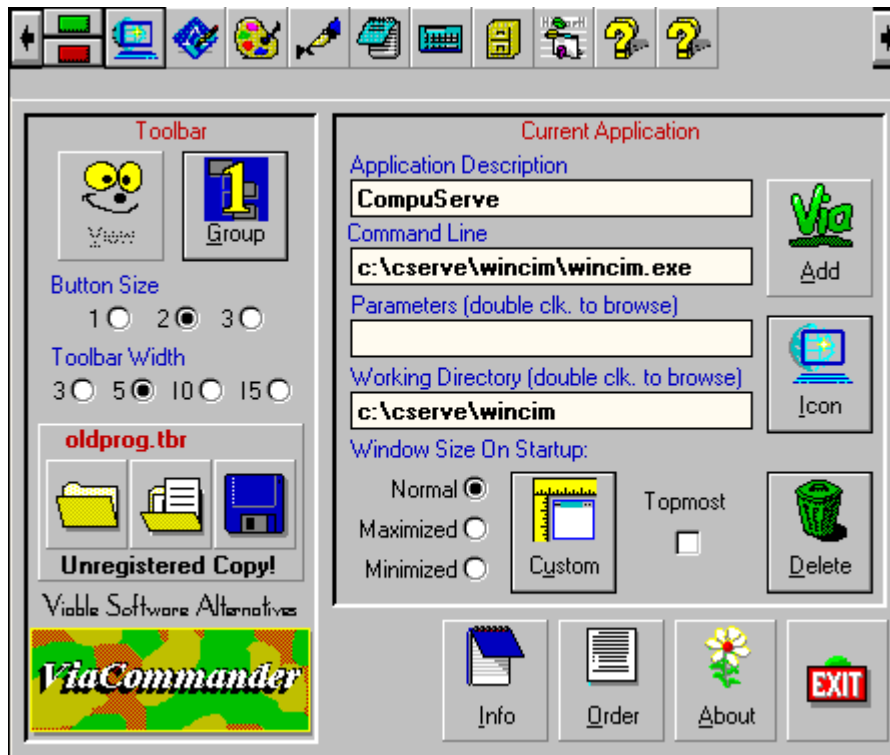 Toolbar
View
1
Group
Button Size
1 2 3
Toolbar Width
3 5 10 15
oldprog.tbr
Unregistered Copy!
Viable Software Alternatives
ViaCommander
Current Application
Application Description
CompuServe
Command Line
c:\cserve\wincim\wincim.exe
Parameters (double clk. to browse)
Working Directory (double clk. to browse)
c:\cserve\wincim
Window Size On Startup:
Normal
Maximized
Minimized
Custom
Topmost
Via
Add
Icon
Delete
Info
Order
About
EXIT